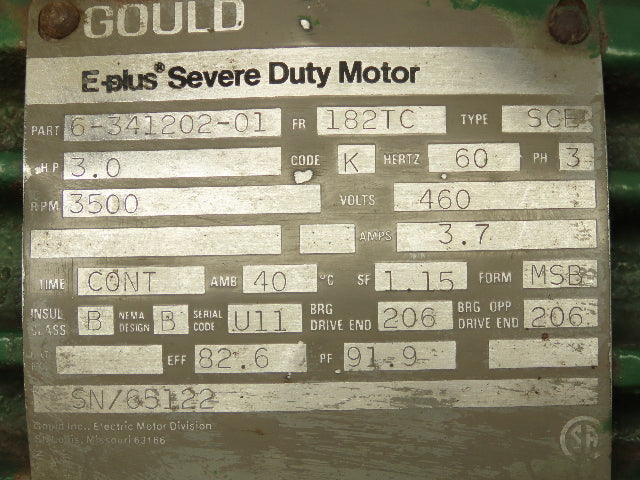 GOULD
E-plus® Severe Duty Motor
PART 6-341202-01 FR 182TC TYPE SCE
HP 3.0 CODE K HERTZ 60 PH 3
RPM 3500 VOLTS 460
AMPS 3.7
TIME CONT AMB 40 °C SF 1.15 FORM MSB
INSUL CLASS B NEMA DESIGN B SERIAL CODE U11 BRG DRIVE END 206 BRG OPP DRIVE END 206
EFF 82.6 PF 91.9
SN/65122
Gould Inc., Electric Motor Division
St. Louis, Missouri 63166
SA